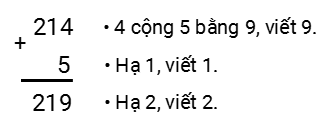 214 • 4 cộng 5 bằng 9, viết 9.
+
5 • Hạ 1, viết 1.
219 • Hạ 2, viết 2.